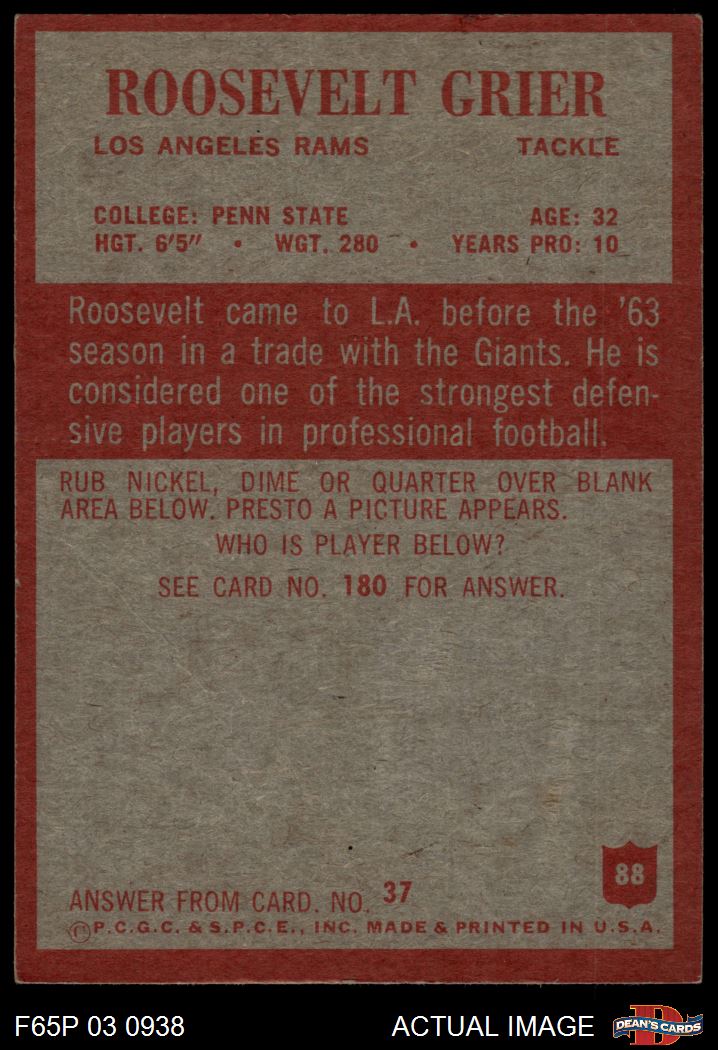 ROOSEVELT GRIER
LOS ANGELES RAMS TACKLE
COLLEGE: PENN STATE AGE: 32
HGT. 6'5" • WGT. 280 • YEARS PRO: 10
Roosevelt came to L.A. before the '63
season in a trade with the Giants. He is
considered one of the strongest defen-
sive players in professional football.
RUB NICKEL, DIME OR QUARTER OVER BLANK
AREA BELOW. PRESTO A PICTURE APPEARS.
WHO IS PLAYER BELOW?
SEE CARD NO. 180 FOR ANSWER.
88
ANSWER FROM CARD. NO. 37
©P.C.G.C. & S.P.C.E., INC. MADE & PRINTED IN U.S.A.
F65P 03 0938 ACTUAL IMAGE
D
DEAN'S CARDS